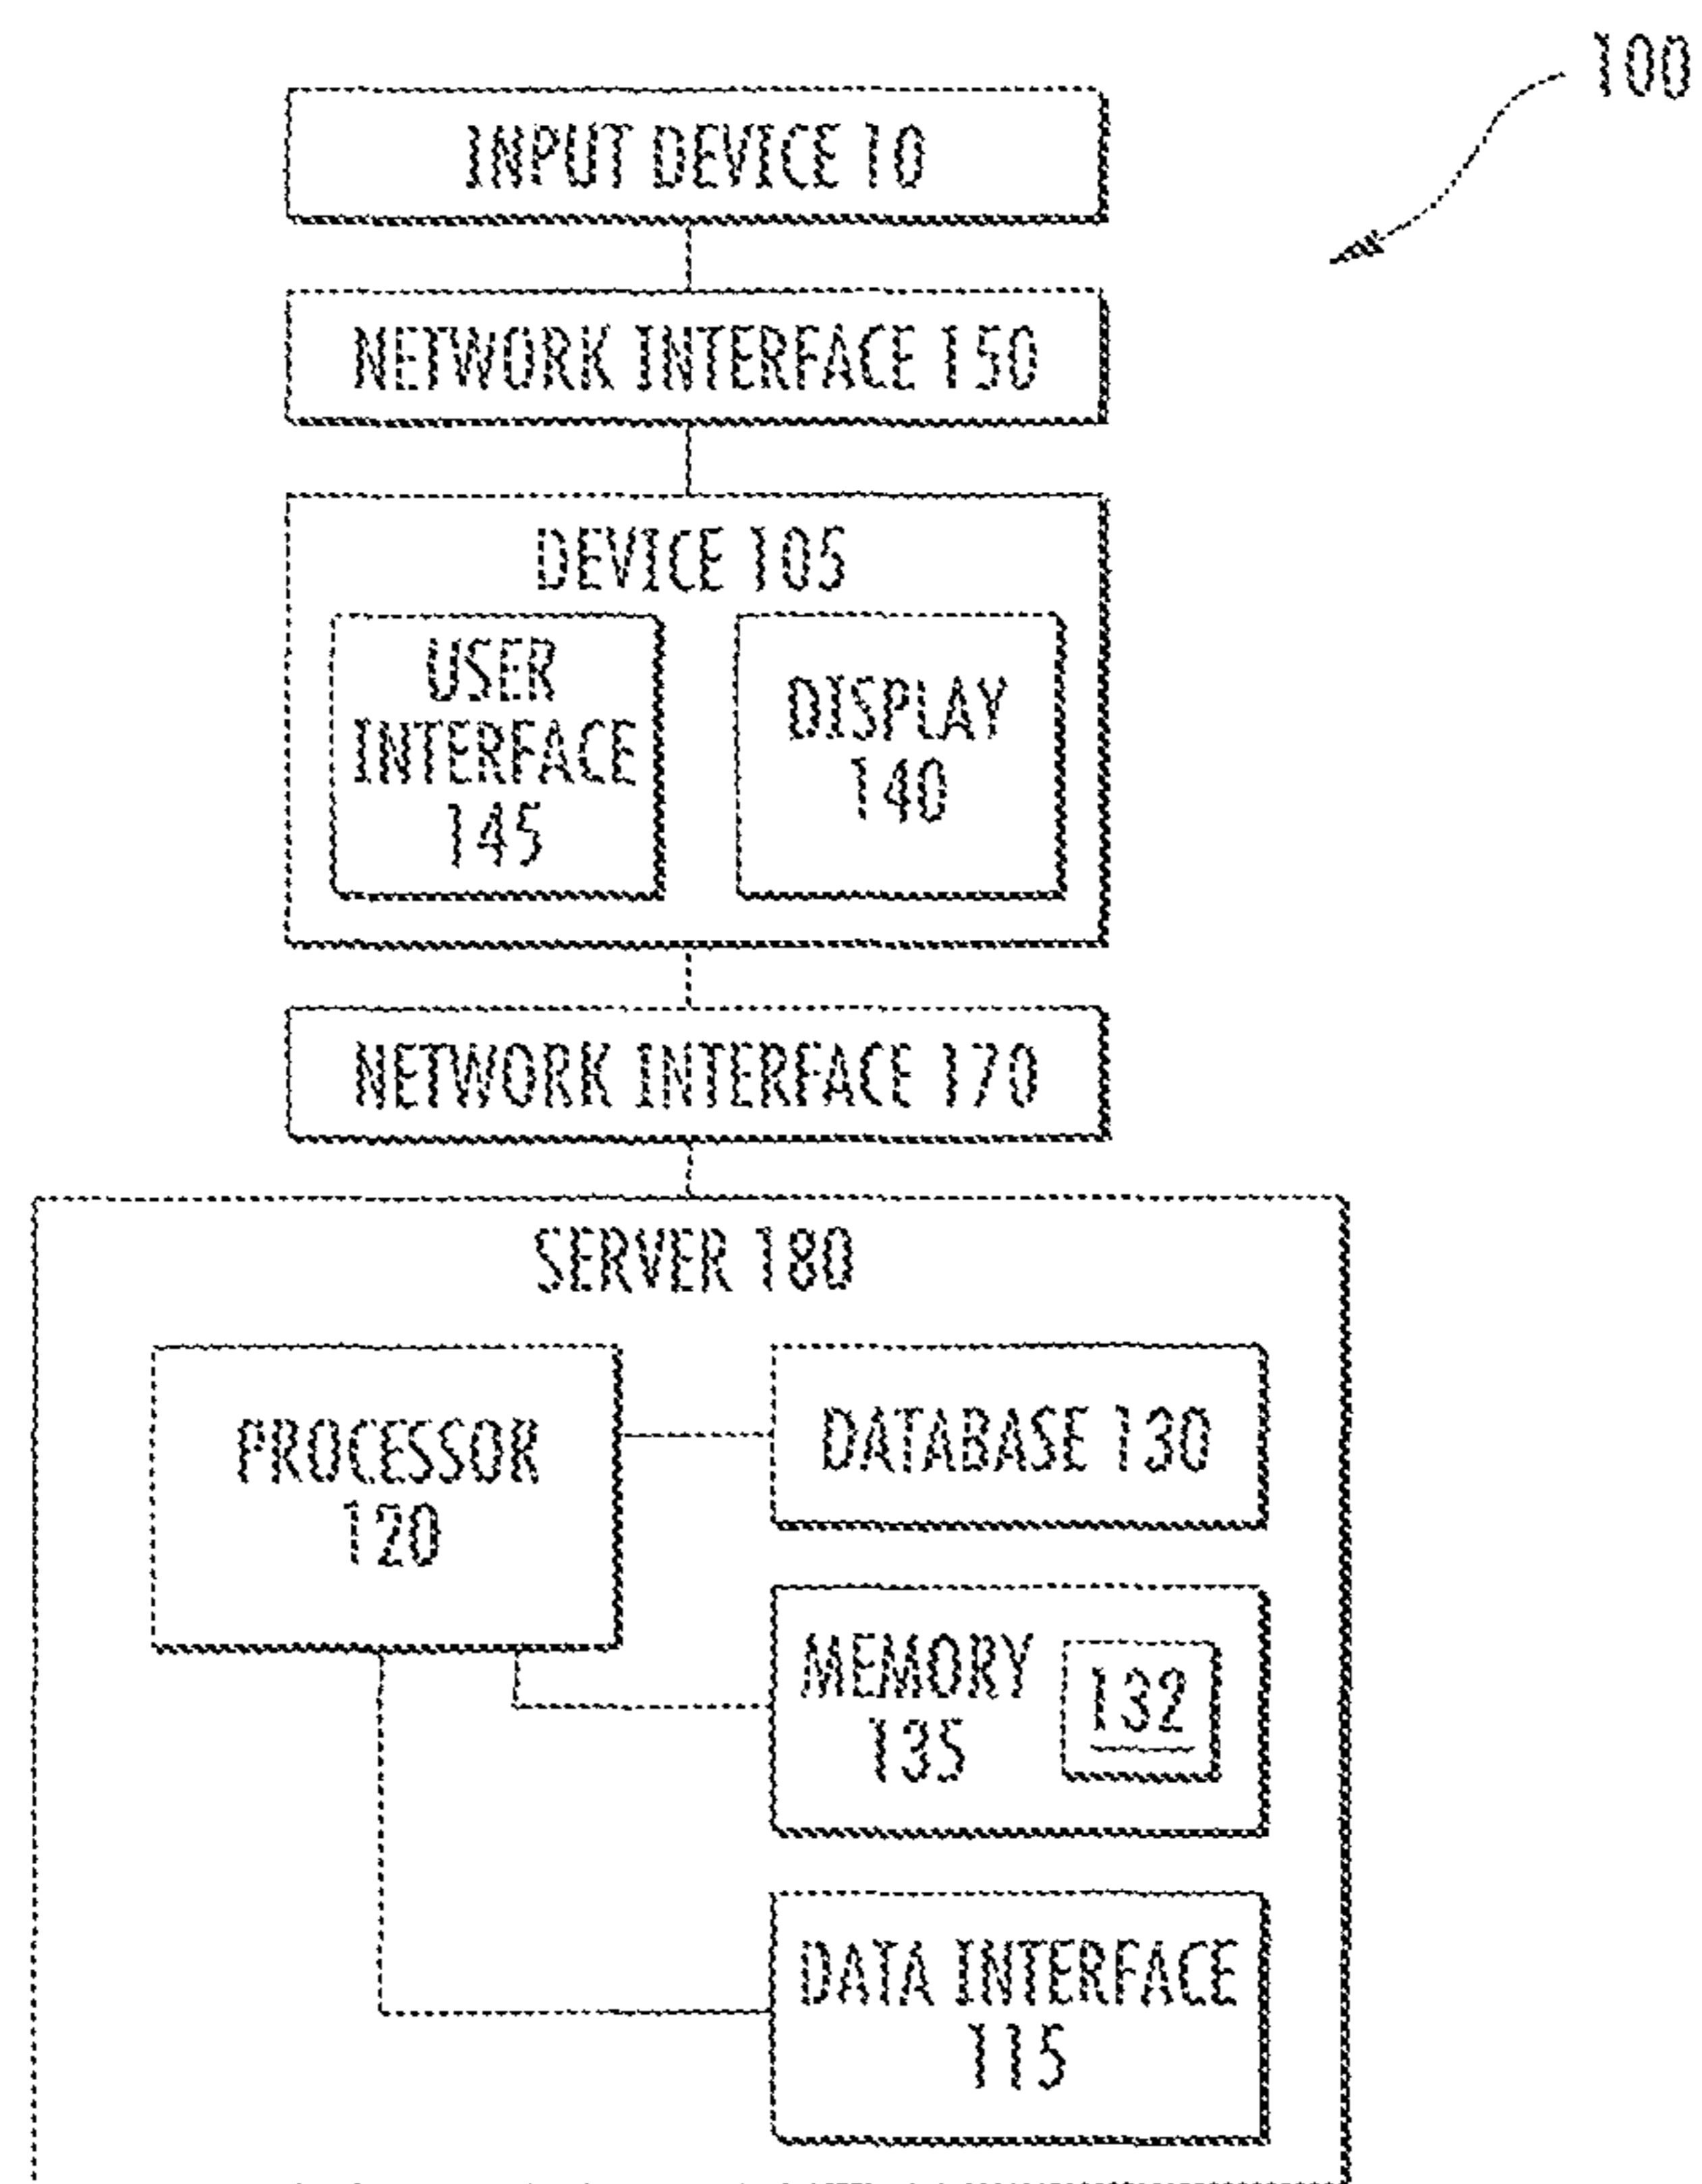 100
INPUT DEVICE 10
NETWORK INTERFACE 150
DEVICE 105
USER
INTERFACE
145
DISPLAY
140
NETWORK INTERFACE 170
SERVER 180
PROCESSOR
120
DATABASE 130
MEMORY
135
132
DATA INTERFACE
115